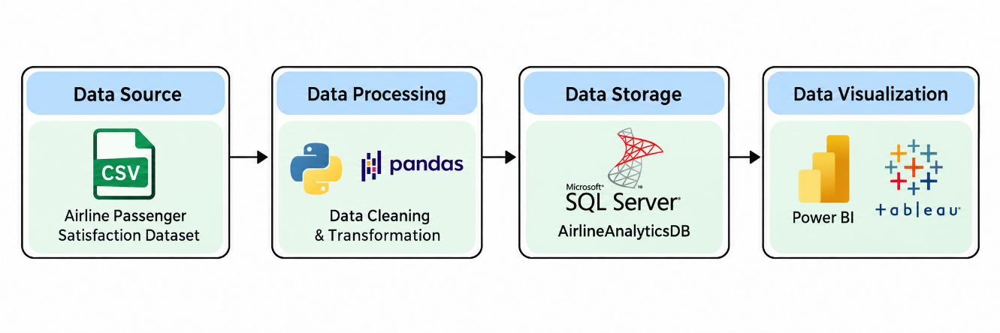 Data Source
CSV
Airline Passenger
Satisfaction Dataset
Data Processing
pandas
Data Cleaning
& Transformation
Data Storage
Microsoft®
SQL Server®
AirlineAnalyticsDB
Data Visualization
Power BI
+ableau®